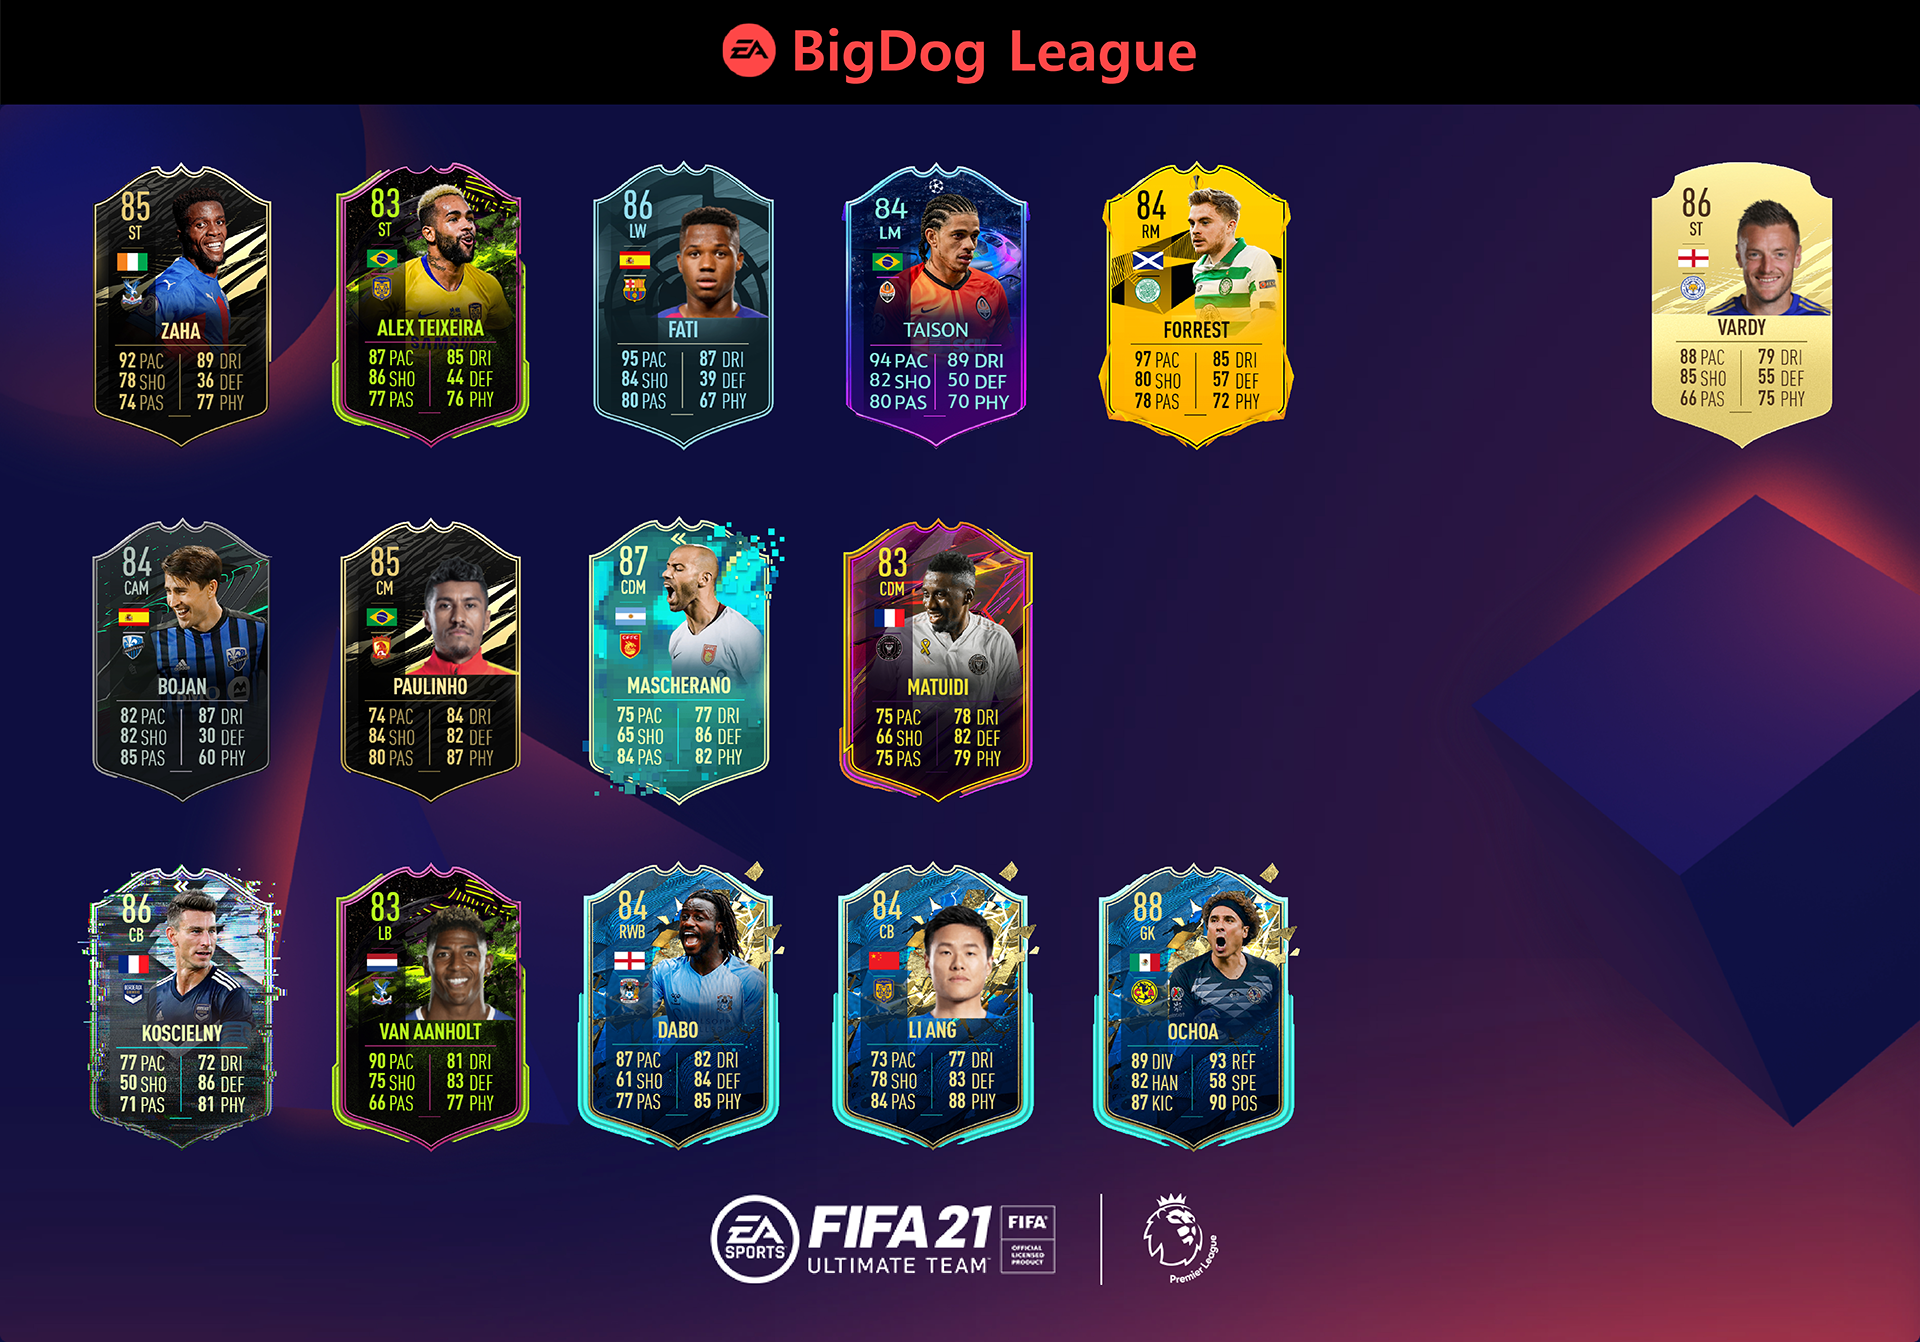 EA BigDog League
85
ST
ZAHA
92 PAC 89 DRI
78 SHO 36 DEF
74 PAS 77 PHY
83
ST
ALEX TEIXEIRA
87 PAC 85 DRI
86 SHO 44 DEF
77 PAS 76 PHY
86
LW
FATI
95 PAC 87 DRI
84 SHO 39 DEF
80 PAS 67 PHY
84
LM
TAISON
94 PAC 89 DRI
82 SHO 50 DEF
80 PAS 70 PHY
84
RM
FORREST
97 PAC 85 DRI
80 SHO 57 DEF
78 PAS 72 PHY
86
ST
VARDY
88 PAC 79 DRI
85 SHO 55 DEF
66 PAS 75 PHY
84
CAM
BOJAN
82 PAC 87 DRI
82 SHO 30 DEF
85 PAS 60 PHY
85
CM
PAULINHO
74 PAC 84 DRI
84 SHO 82 DEF
80 PAS 87 PHY
87
CDM
MASCHERANO
75 PAC 77 DRI
65 SHO 86 DEF
84 PAS 82 PHY
83
CDM
MATUIDI
75 PAC 78 DRI
66 SHO 82 DEF
75 PAS 79 PHY
86
CB
KOSCIELNY
77 PAC 72 DRI
50 SHO 86 DEF
71 PAS 81 PHY
83
LB
VAN AANHOLT
90 PAC 81 DRI
75 SHO 83 DEF
66 PAS 77 PHY
84
RWB
DABO
87 PAC 82 DRI
61 SHO 84 DEF
77 PAS 85 PHY
84
CB
LI ANG
73 PAC 77 DRI
78 SHO 83 DEF
84 PAS 88 PHY
88
GK
OCHOA
89 DIV 93 REF
82 HAN 58 SPE
87 KIC 90 POS
EA SPORTS
FIFA 21
ULTIMATE TEAM™
FIFA®
OFFICIAL
LICENSED
PRODUCT
Premier League